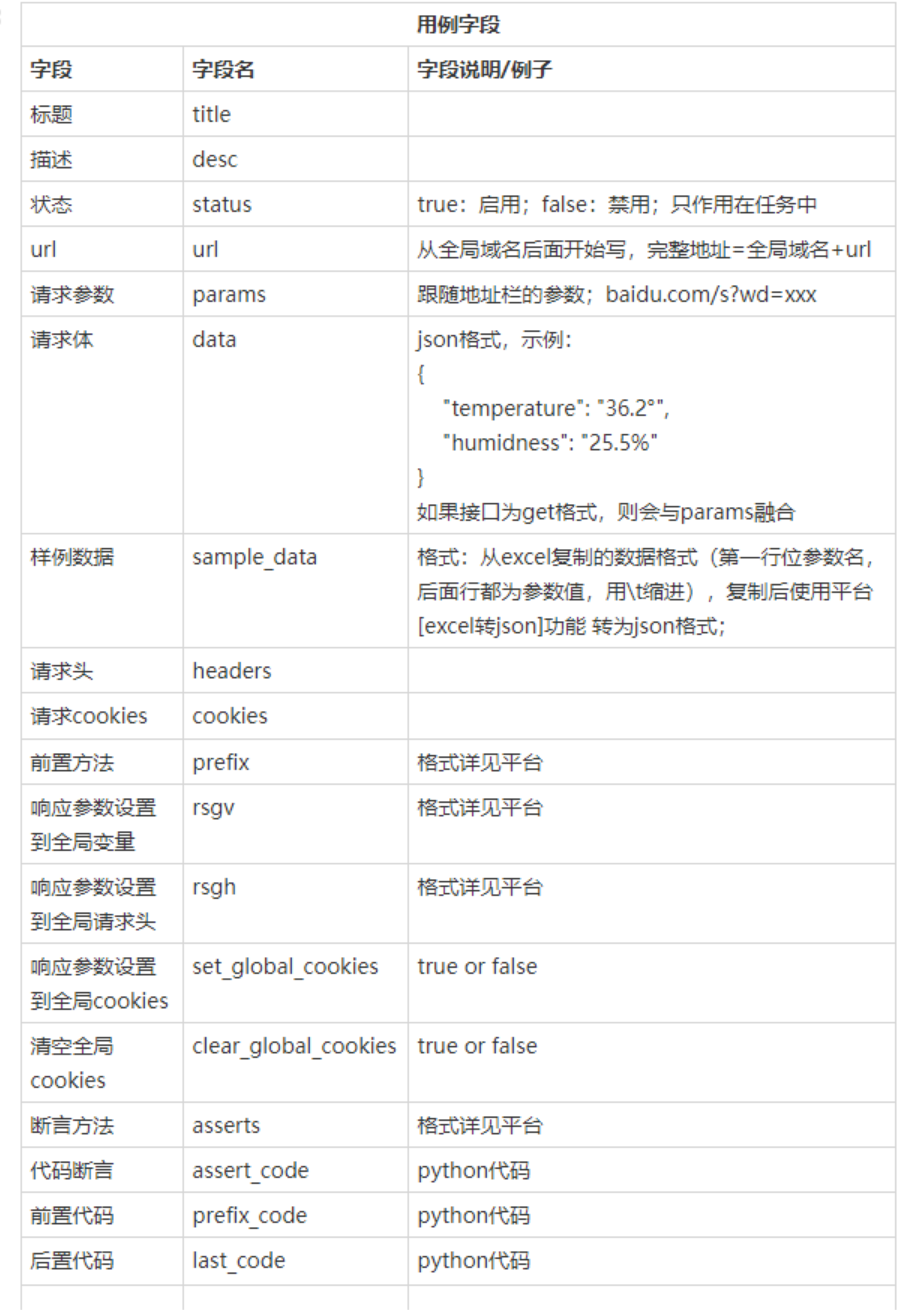 用例字段
字段 字段名 字段说明/例子
标题 title
描述 desc
状态 status true：启用；false：禁用；只作用在任务中
url url 从全局域名后面开始写，完整地址=全局域名+url
请求参数 params 跟随地址栏的参数；baidu.com/s?wd=xxx
请求体 data json格式，示例：
{
"temperature": "36.2°",
"humidness": "25.5%"
}
如果接口为get格式，则会与params融合
样例数据 sample_data 格式：从excel复制的数据格式（第一行位参数名，
后面行都为参数值，用\t缩进），复制后使用平台
[excel转json]功能 转为json格式；
请求头 headers
请求cookies cookies
前置方法 prefix 格式详见平台
响应参数设置 rsgv 格式详见平台
到全局变量
响应参数设置 rsgh 格式详见平台
到全局请求头
响应参数设置 set_global_cookies true or false
到全局cookies
清空全局 clear_global_cookies true or false
cookies
断言方法 asserts 格式详见平台
代码断言 assert_code python代码
前置代码 prefix_code python代码
后置代码 last_code python代码